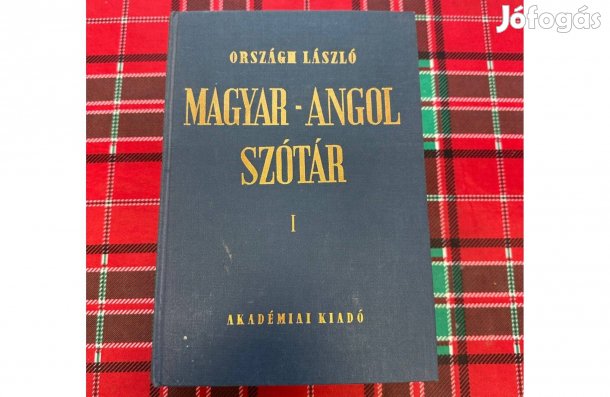 Jófogás
ORSZÁGH LÁSZLÓ
MAGYAR-ANGOL
SZÓTÁR
I
AKADÉMIAI KIADÓ